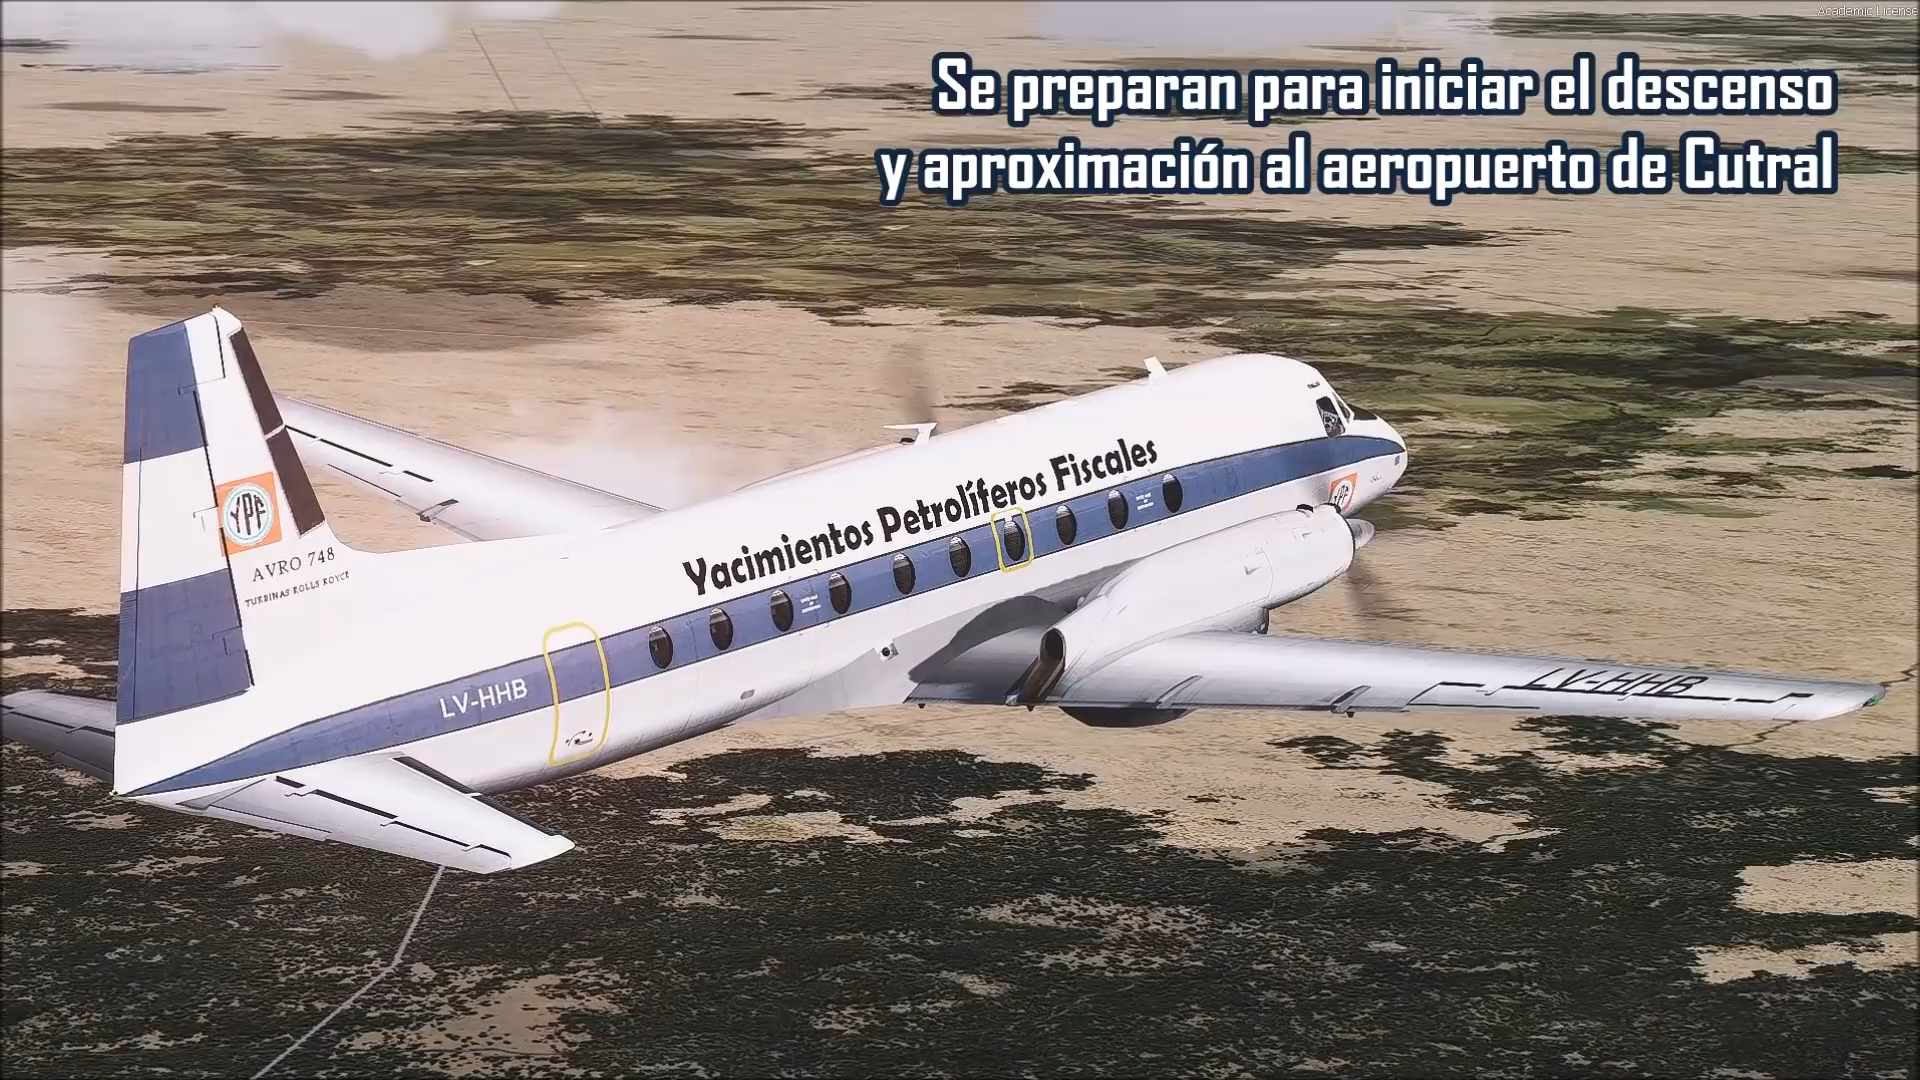 Academic License
Se preparan para iniciar el descenso
y aproximación al aeropuerto de Cutral
Yacimientos Petrolíferos Fiscales
YPF
YPF
AVRO 748
TURBINAS ROLLS ROYCE
LV-HHB
LV-HHB